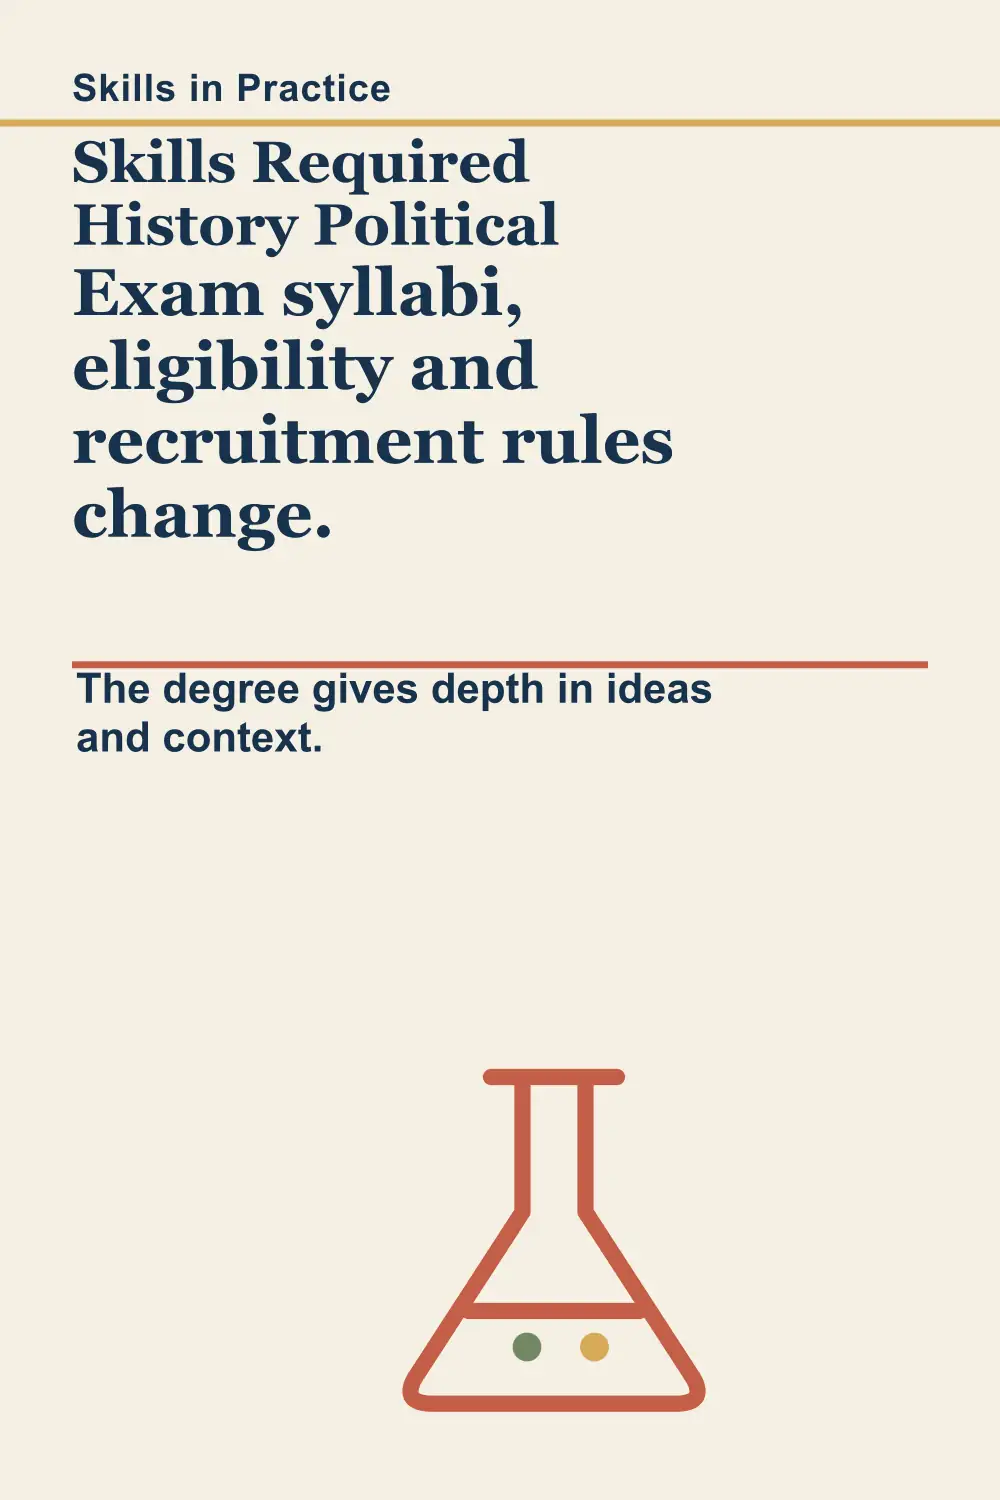 Skills in Practice
Skills Required
History Political
Exam syllabi,
eligibility and
recruitment rules
change.
The degree gives depth in ideas
and context.